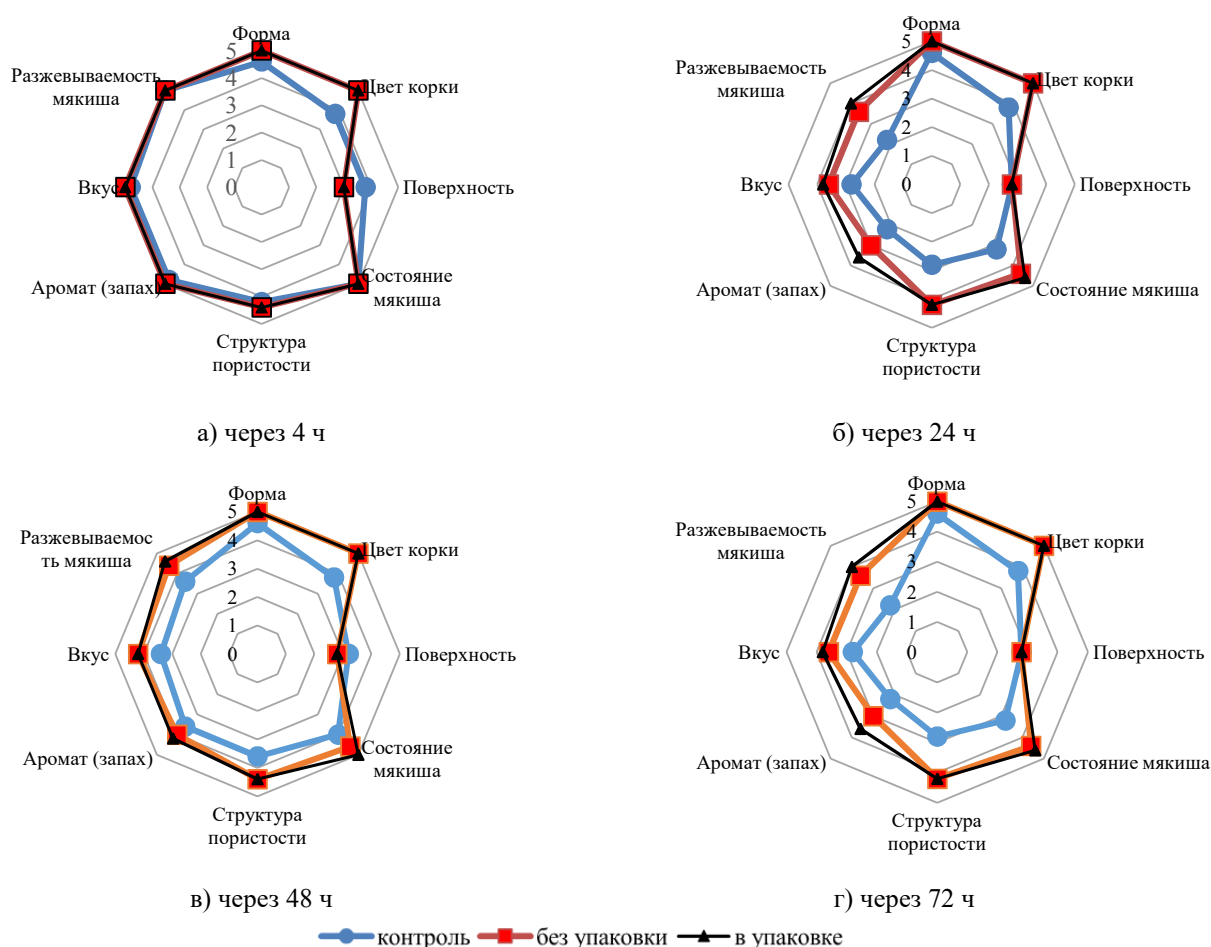 Форма
5
4
3
2
1
0
Цвет корки
Поверхность
Состояние
мякиша
Структура
пористости
Аромат (запах)
Вкус
Разжевываемость
мякиша
а) через 4 ч
Форма
5
4
3
2
1
0
Цвет корки
Поверхность
Состояние мякиша
Структура
пористости
Аромат (запах)
Вкус
Разжевываемость
мякиша
б) через 24 ч
Форма
5
4
3
2
1
0
Цвет корки
Поверхность
Состояние
мякиша
Структура
пористости
Аромат (запах)
Вкус
Разжевываемос
ть мякиша
в) через 48 ч
Форма
5
4
3
2
1
0
Цвет корки
Поверхность
Состояние мякиша
Структура
пористости
Аромат (запах)
Вкус
Разжевываемость
мякиша
г) через 72 ч
контроль без упаковки в упаковке